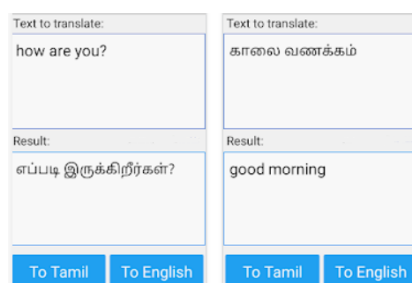 Text to translate:
how are you?
Result:
எப்படி இருக்கிறீர்கள்?
To Tamil To English
Text to translate:
காலை வணக்கம்
Result:
good morning
To Tamil To English